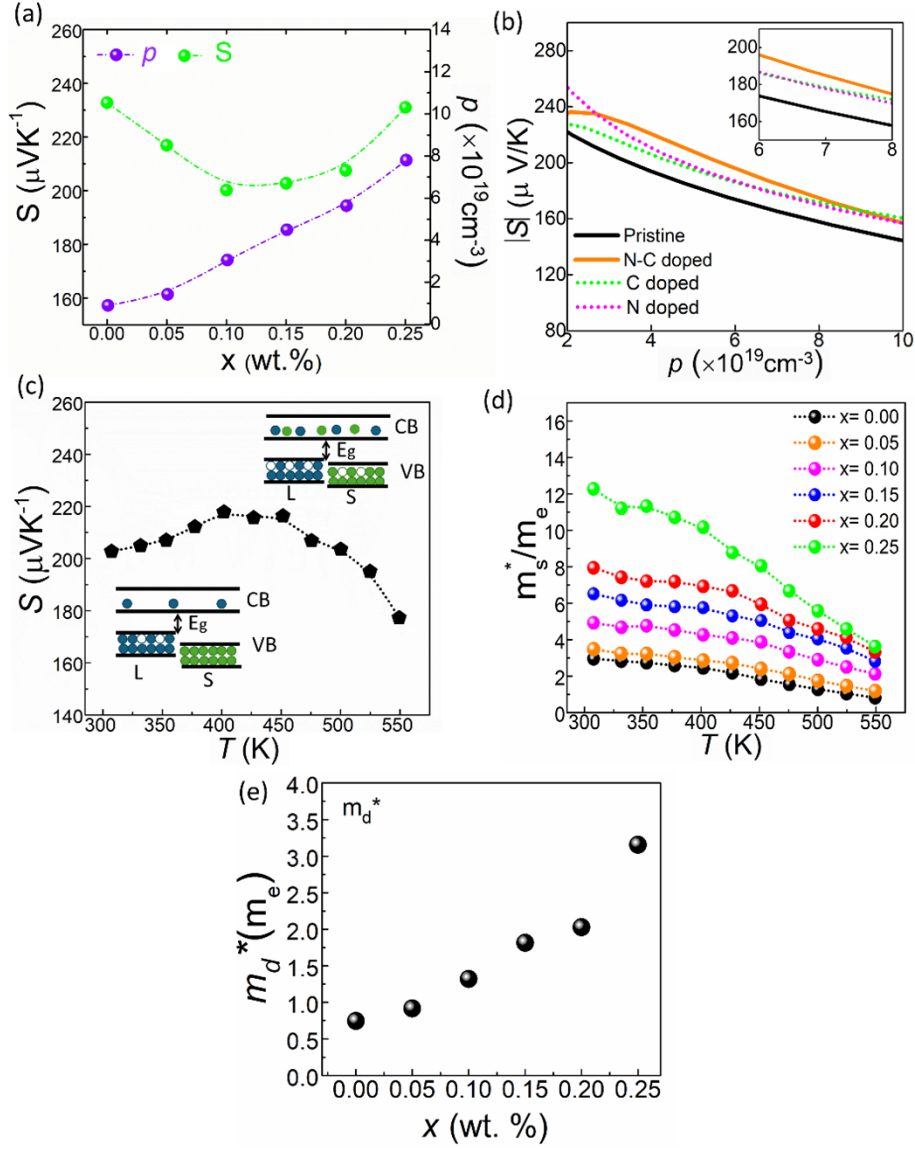 (a)
p
S
S (μVK⁻¹)
260
240
220
200
180
160
14
12
10
8
6
4
2
0
p (×10¹⁹cm⁻³)
0.00 0.05 0.10 0.15 0.20 0.25
x (wt.%)
(b)
|S| (μ V/K)
280
240
200
160
120
80
Pristine
N-C doped
C doped
N doped
2 4 6 8 10
p (×10¹⁹cm⁻³)
200
180
160
6 7 8
(c)
S (μVK⁻¹)
260
240
220
200
180
160
140
CB
Eg
VB
L S
CB
Eg
VB
L S
300 350 400 450 500 550
T (K)
(d)
m*s/me
16
14
12
10
8
6
4
2
0
x= 0.00
x= 0.05
x= 0.10
x= 0.15
x= 0.20
x= 0.25
300 350 400 450 500 550
T (K)
(e)
md*
md*(me)
4.0
3.5
3.0
2.5
2.0
1.5
1.0
0.5
0.0
0.00 0.05 0.10 0.15 0.20 0.25
x (wt. %)